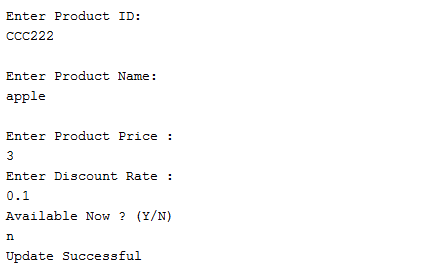 Enter Product ID:
CCC222
Enter Product Name:
apple
Enter Product Price :
3
Enter Discount Rate :
0.1
Available Now ? (Y/N)
n
Update Successful